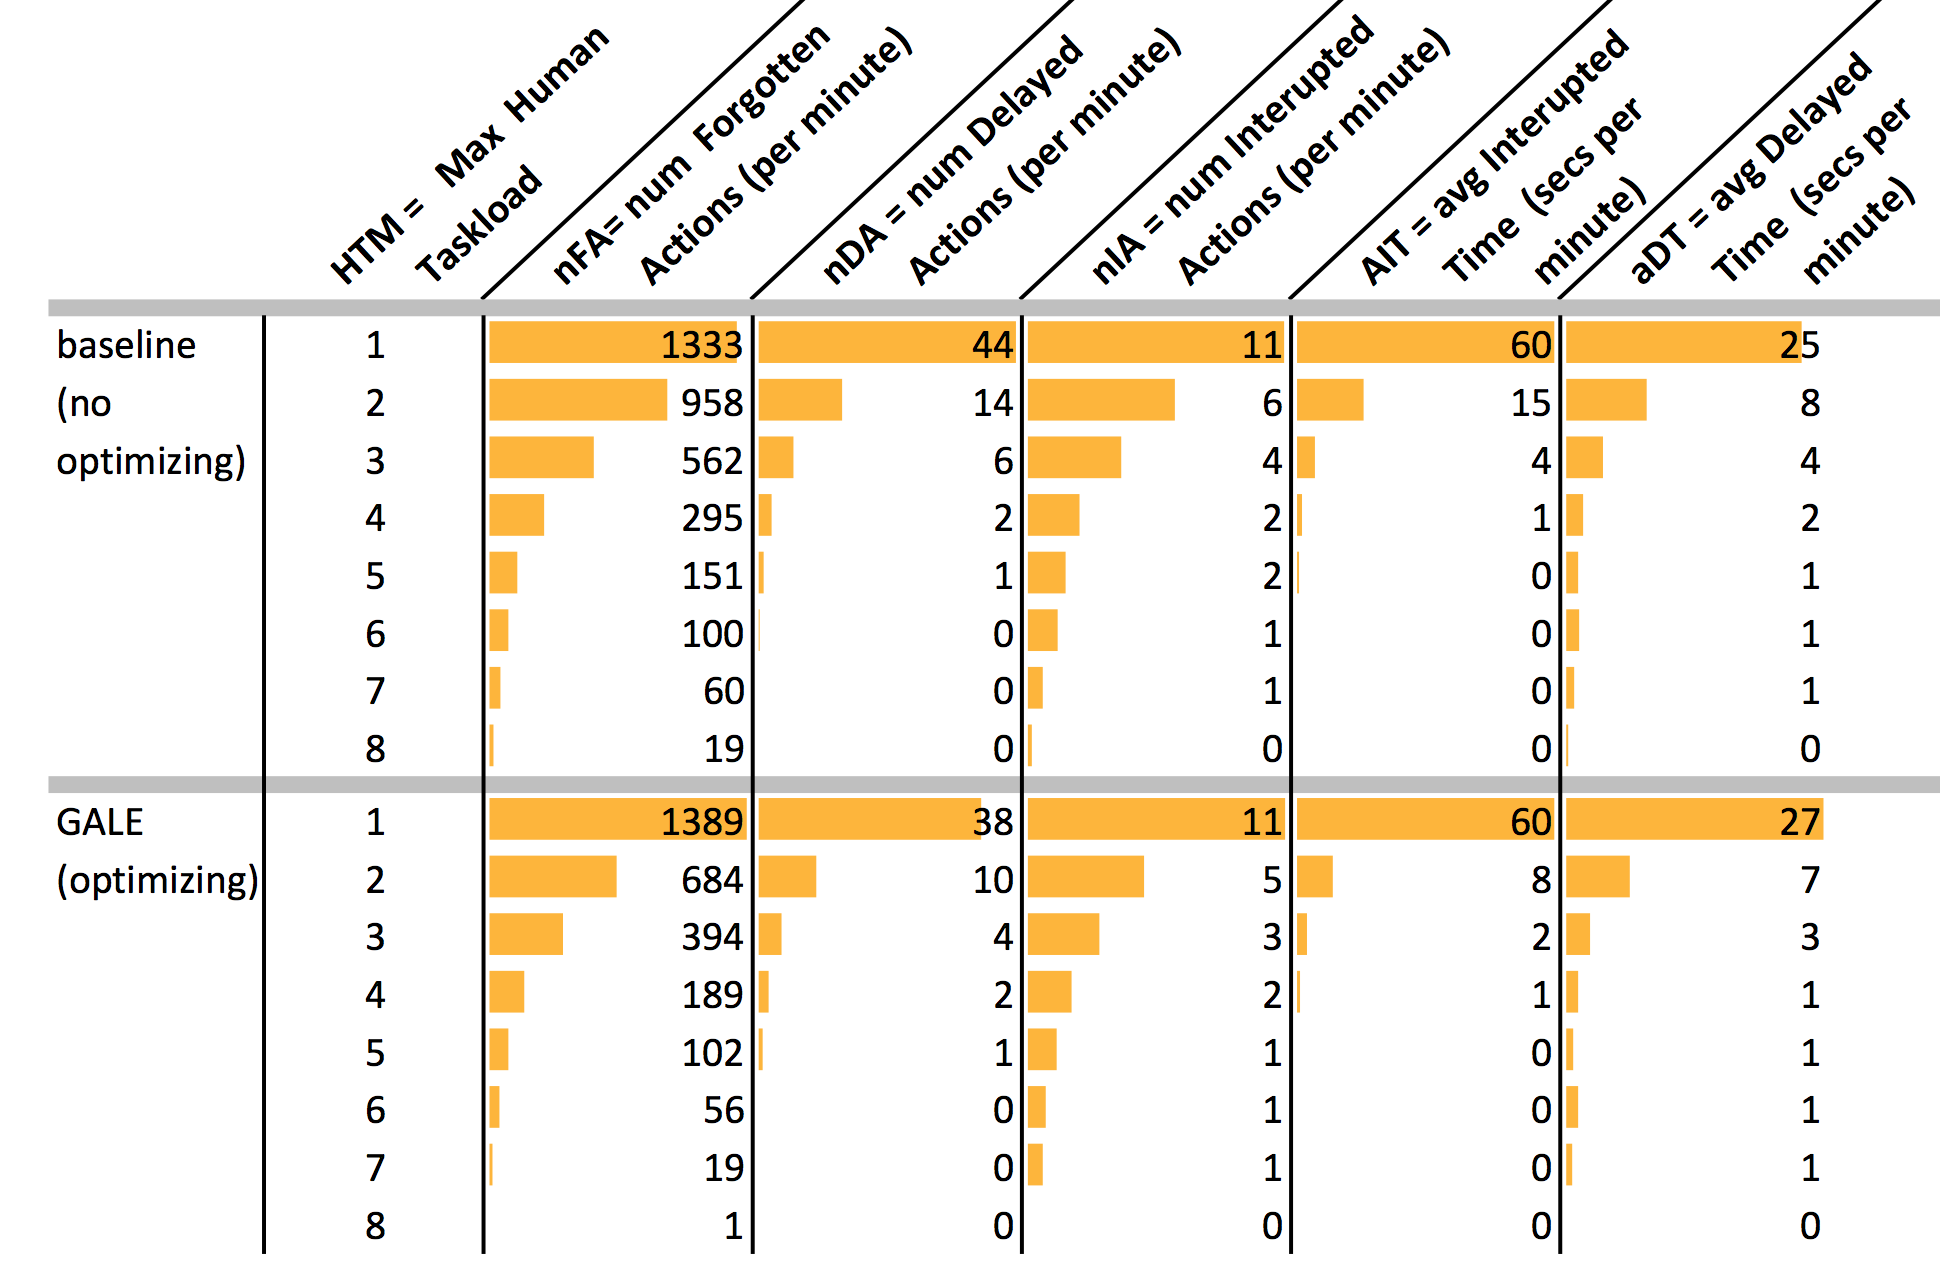 HTM = Max Human
Taskload
nFA= num Forgotten
Actions (per minute)
nDA = num Delayed
Actions (per minute)
nIA = num Interupted
Actions (per minute)
AIT = avg Interupted
Time (secs per
minute)
aDT = avg Delayed
Time (secs per
minute)
baseline 1 1333 44 11 60 25
(no 2 958 14 6 15 8
optimizing) 3 562 6 4 4 4
4 295 2 2 1 2
5 151 1 2 0 1
6 100 0 1 0 1
7 60 0 1 0 1
8 19 0 0 0 0
GALE 1 1389 38 11 60 27
(optimizing) 2 684 10 5 8 7
3 394 4 3 2 3
4 189 2 2 1 1
5 102 1 1 0 1
6 56 0 1 0 1
7 19 0 1 0 1
8 1 0 0 0 0